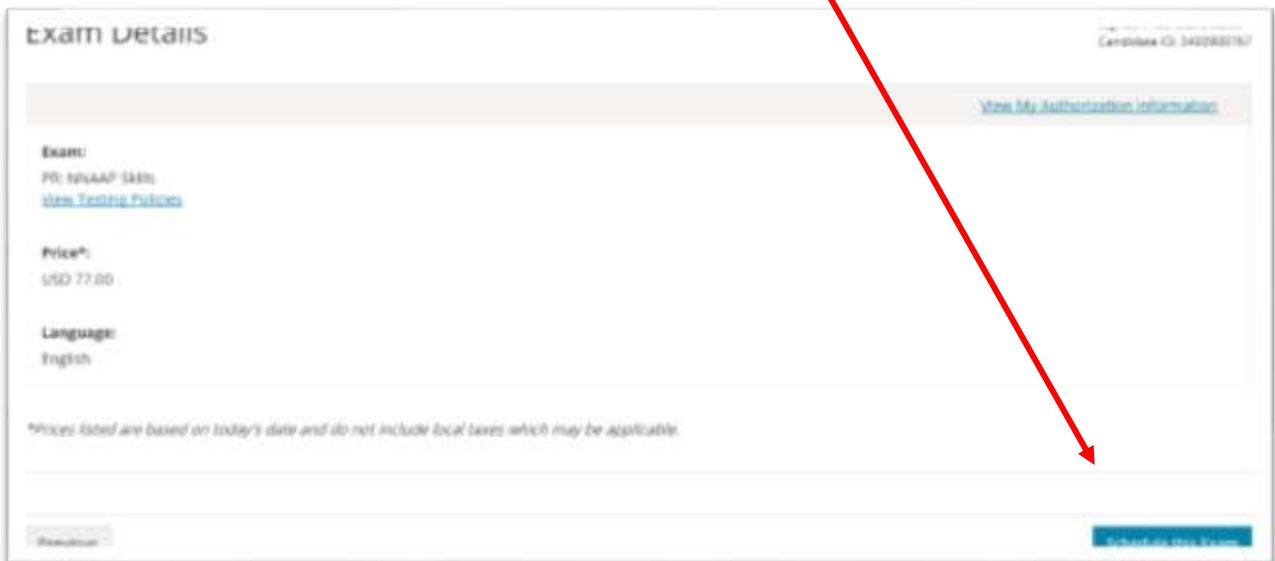 Exam Details
Candidate ID:
View My Authorization Information
Exam:
PR: NNAAP Skills
View Testing Policies
Price*:
USD 77.00
Language:
English
*Prices listed are based on today's date and do not include local taxes which may be applicable.
Previous
Schedule this Exam